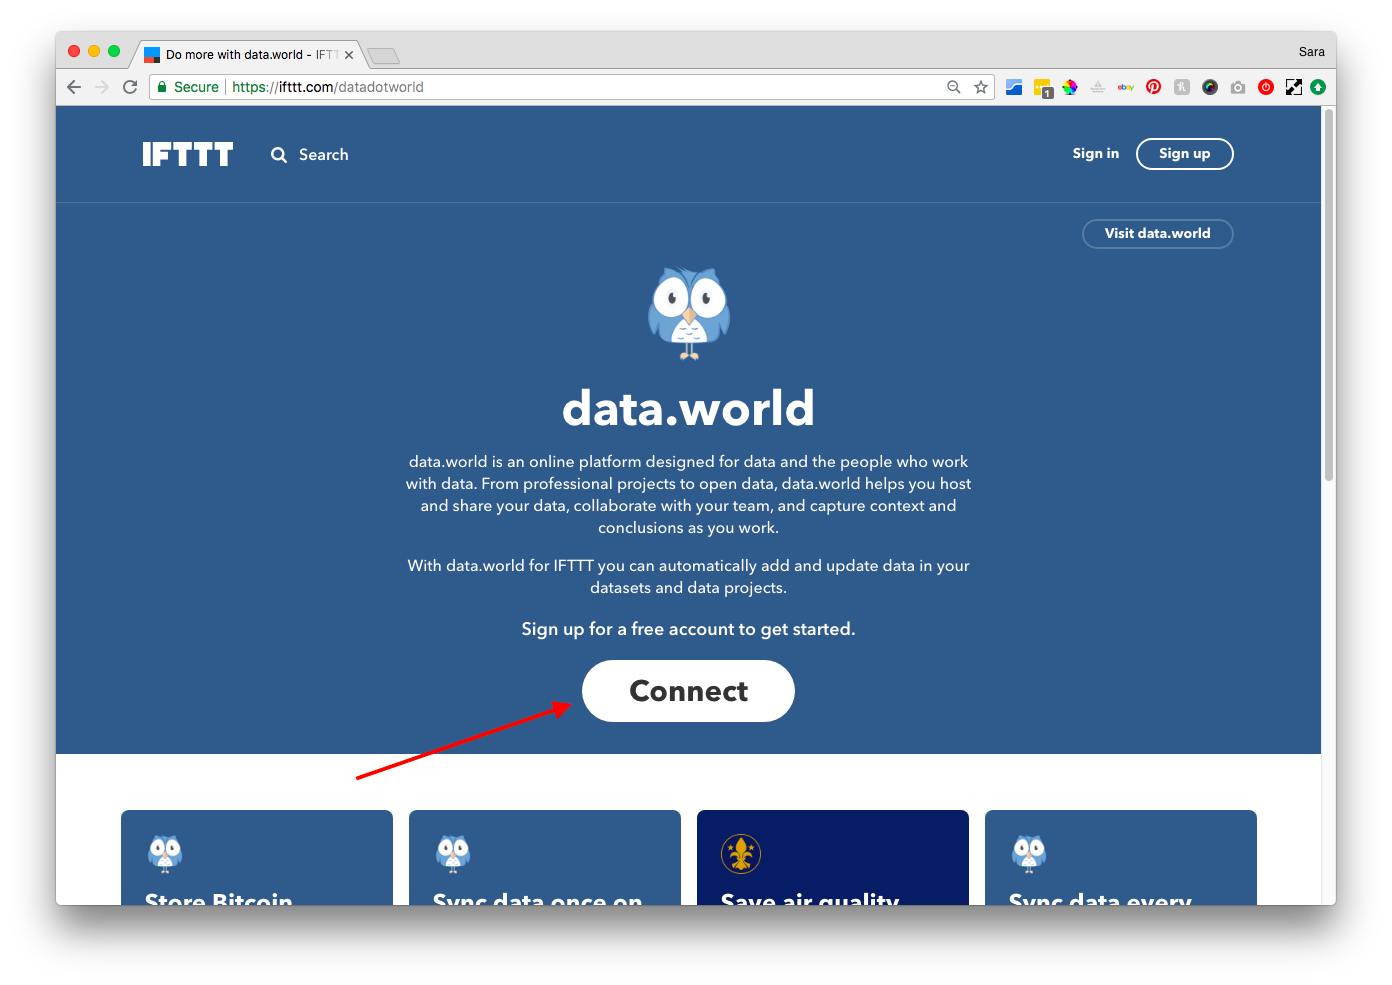 Do more with data.world - IFTT
Sara
Secure
https://ifttt.com/datadotworld
1
ebay
IFTTT
Search
Sign in
Sign up
Visit data.world
data.world
data.world is an online platform designed for data and the people who work
with data. From professional projects to open data, data.world helps you host
and share your data, collaborate with your team, and capture context and
conclusions as you work.
With data.world for IFTTT you can automatically add and update data in your
datasets and data projects.
Sign up for a free account to get started.
Connect
Store Bitcoin
Sync data once on
Save air quality
Sync data every